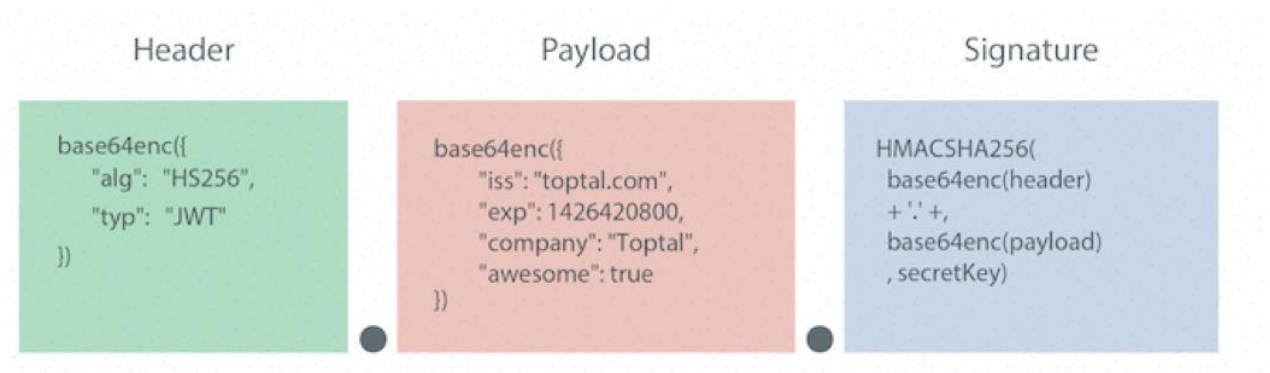 Header
base64enc({
"alg": "HS256",
"typ": "JWT"
})
Payload
base64enc({
"iss": "toptal.com",
"exp": 1426420800,
"company": "Toptal",
"awesome": true
})
Signature
HMACSHA256(
base64enc(header)
+ '.' +,
base64enc(payload)
, secretKey)